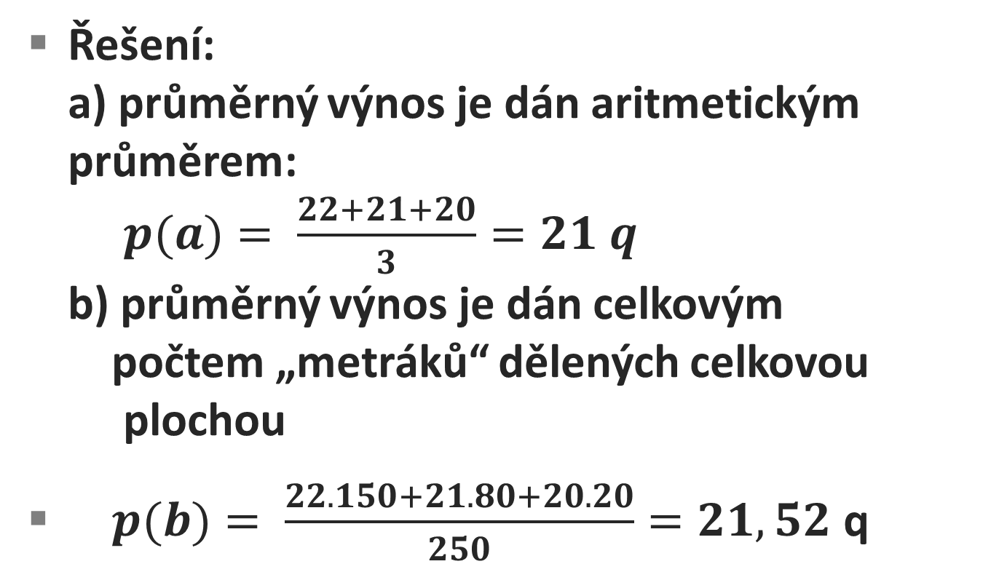 ▪ Řešení:
a) průměrný výnos je dán aritmetickým
průměrem:
p(a) = \frac{22+21+20}{3} = 21 q
b) průměrný výnos je dán celkovým
počtem „metráků“ dělených celkovou
plochou
▪ p(b) = \frac{22.150+21.80+20.20}{250} = 21,52 q